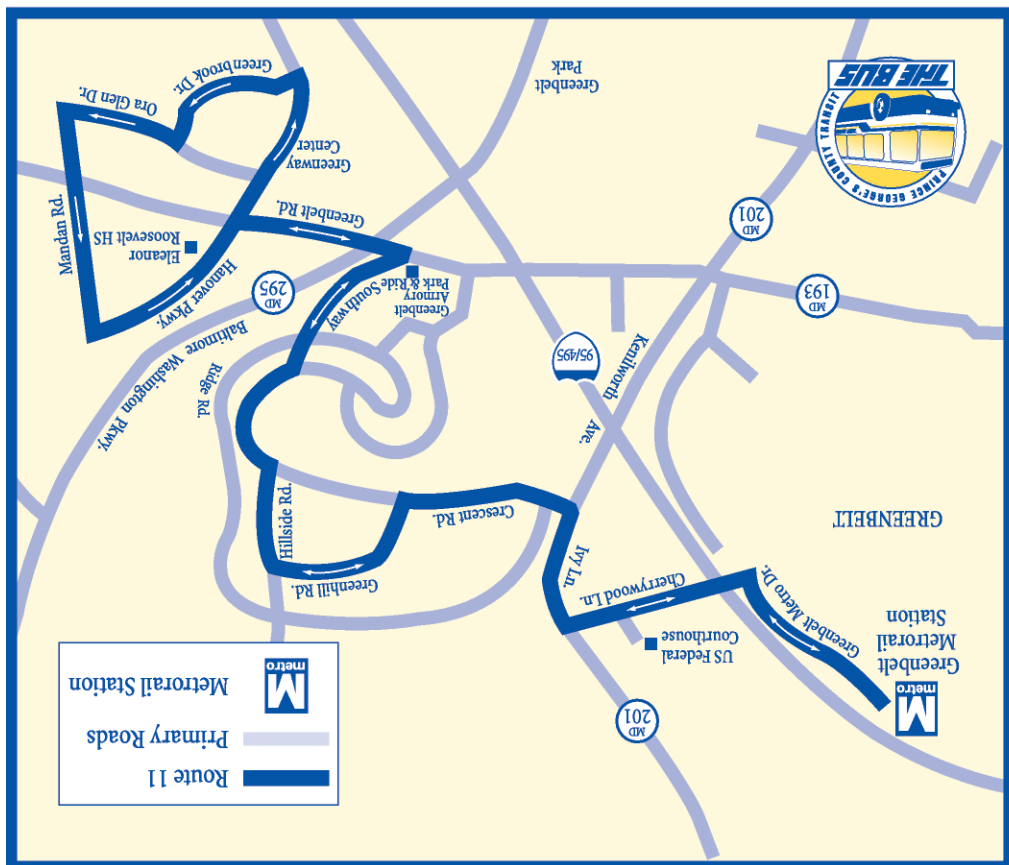 Route 11
Primary Roads
metro
Metrorail Station
MD
201
metro
Greenbelt
Metrorail
Station
Greenbelt Metro Dr.
US Federal
Courthouse
Cherrywood Ln.
Ivy Ln.
GREENBELT
Greenhill Rd.
Hillside Rd.
Crescent Rd.
Kenilworth
Ave.
95/495
Ridge Rd.
Baltimore Washington Pkwy.
MD
295
Southway
Greenbelt
Armory
Park & Ride
MD
193
MD
201
Mandan Rd.
Hanover Pkwy.
Eleanor
Roosevelt HS
Greenbelt Rd.
Greenway
Center
Ora Glen Dr.
Greenbrook Dr.
Greenbelt
Park
PRINCE GEORGE'S COUNTY TRANSIT
THE BUS